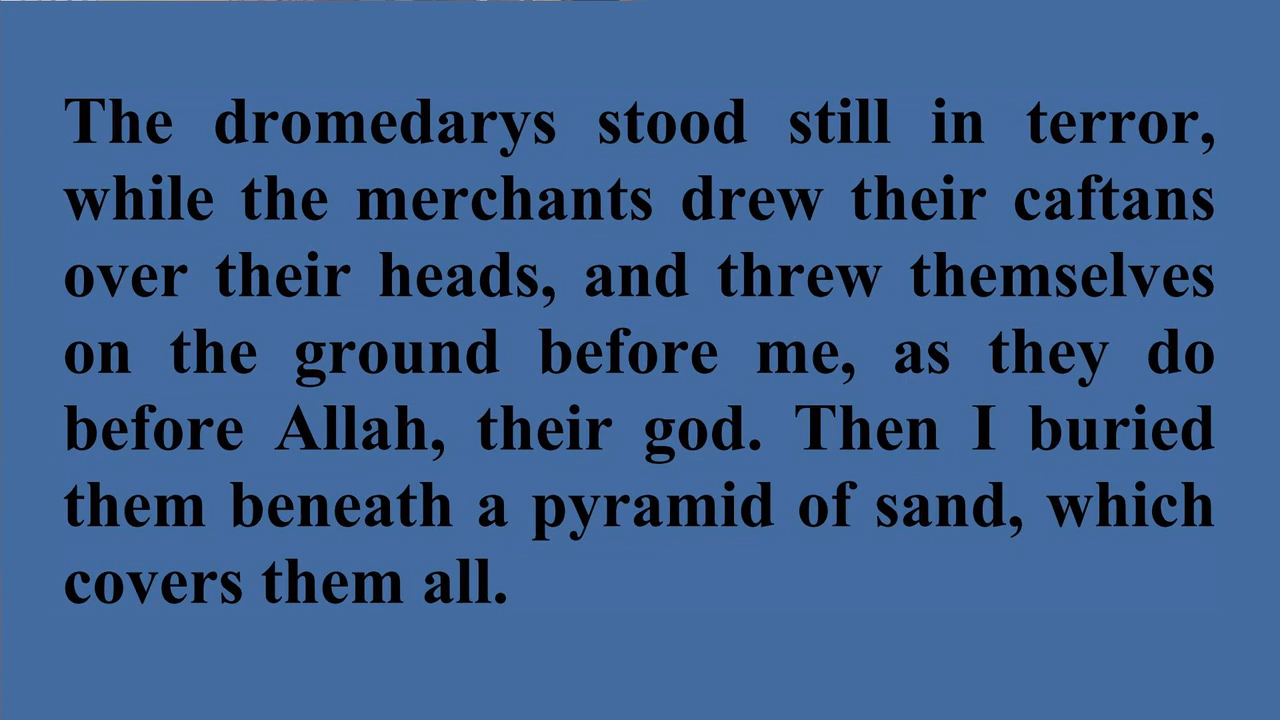 The dromedarys stood still in terror,
while the merchants drew their caftans
over their heads, and threw themselves
on the ground before me, as they do
before Allah, their god. Then I buried
them beneath a pyramid of sand, which
covers them all.